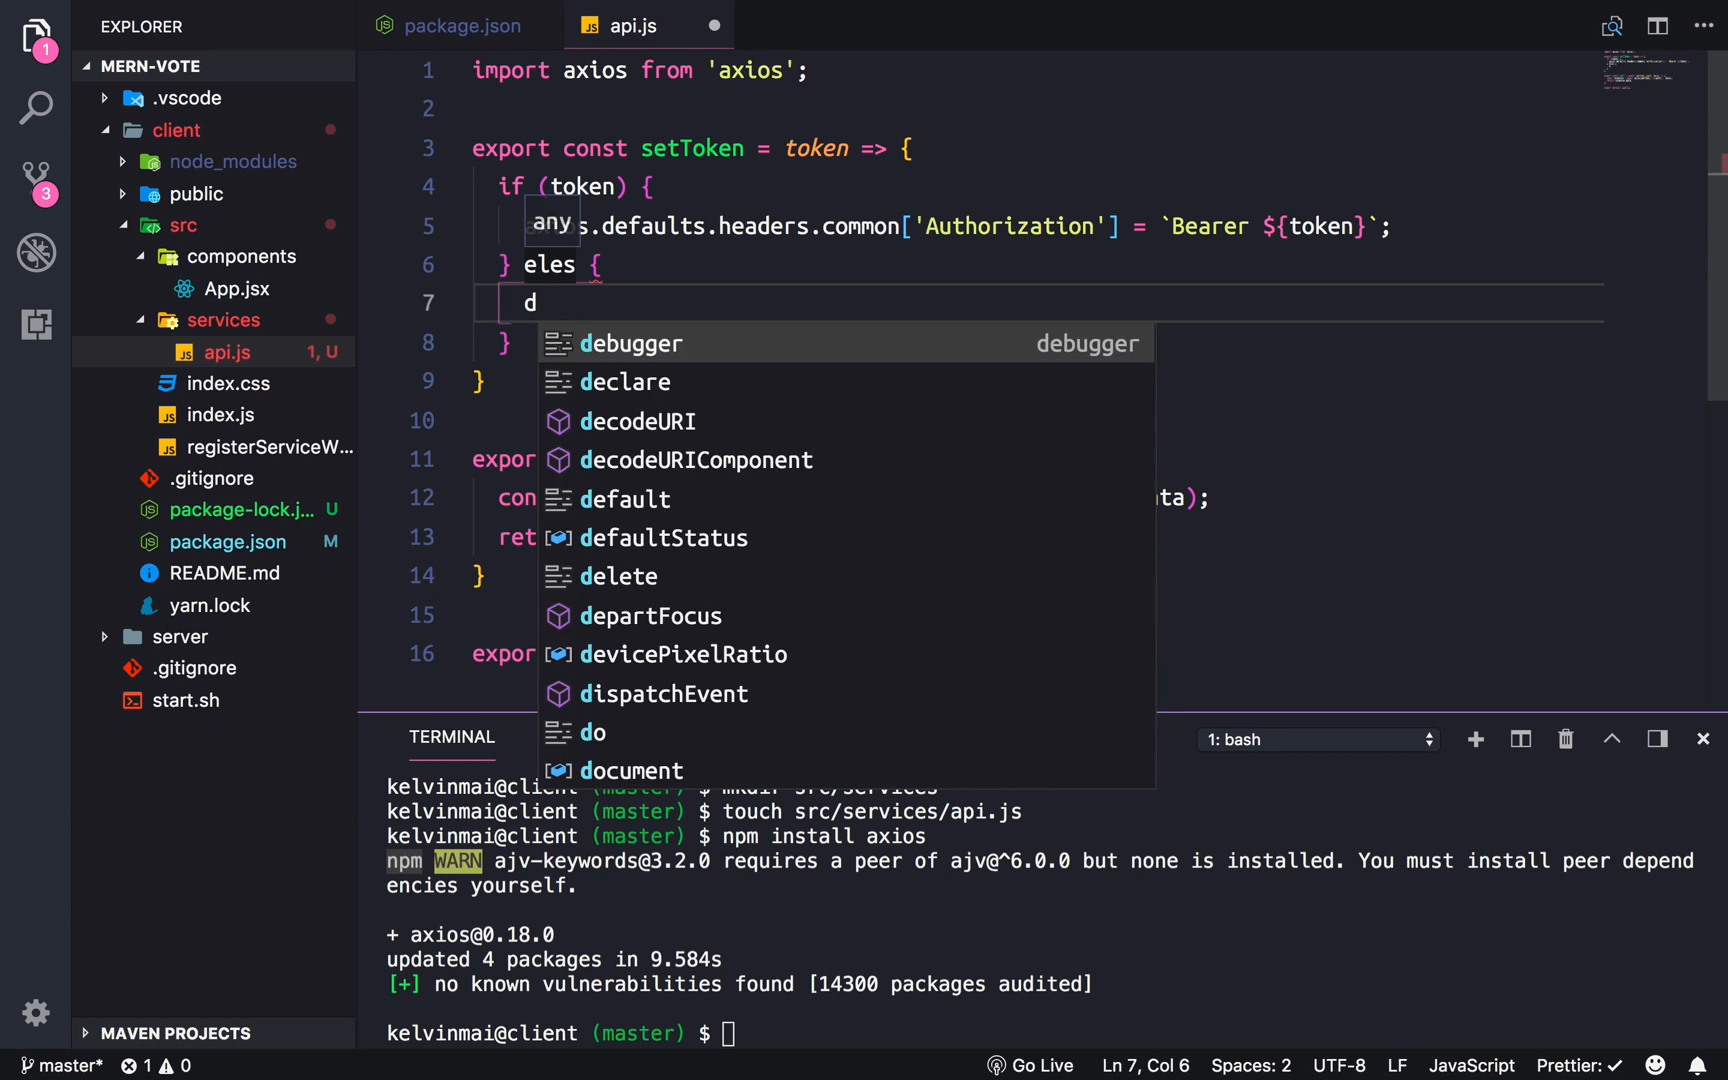 EXPLORER
package.json
api.js
MERN-VOTE
.vscode
client
node_modules
public
src
components
App.jsx
services
api.js 1, U
index.css
index.js
registerServiceW...
.gitignore
package-lock.j... U
package.json M
README.md
yarn.lock
server
.gitignore
start.sh
MAVEN PROJECTS
1
3
1 import axios from 'axios';
2
3 export const setToken = token => {
4 if (token) {
any
5 s.defaults.headers.common['Authorization'] = `Bearer ${token}`;
6 } eles {
7 d
8 }
9 }
10
11 expor
12 con ta);
13 ret
14 }
15
16 expor
debugger debugger
declare
decodeURI
decodeURIComponent
default
defaultStatus
delete
departFocus
devicePixelRatio
dispatchEvent
do
document
TERMINAL
1: bash
kelvinmai@client (master) $ mkdir src/services
kelvinmai@client (master) $ touch src/services/api.js
kelvinmai@client (master) $ npm install axios
npm WARN ajv-keywords@3.2.0 requires a peer of ajv@^6.0.0 but none is installed. You must install peer depend
encies yourself.
+ axios@0.18.0
updated 4 packages in 9.584s
[+] no known vulnerabilities found [14300 packages audited]
kelvinmai@client (master) $
master* 1 0 Go Live Ln 7, Col 6 Spaces: 2 UTF-8 LF JavaScript Prettier: ✓